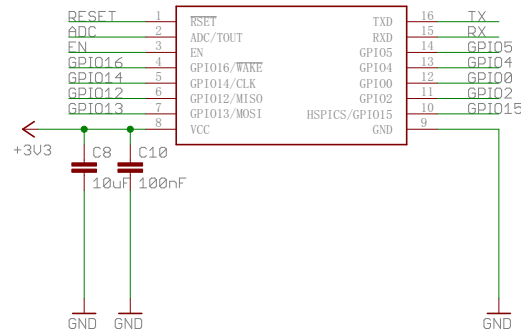 RESET 1 RSET TXD 16 TX
ADC 2 ADC/TOUT RXD 15 RX
EN 3 EN GPIO5 14 GPIO5
GPIO16 4 GPIO16/WAKE GPIO4 13 GPIO4
GPIO14 5 GPIO14/CLK GPIO0 12 GPIO0
GPIO12 6 GPIO12/MISO GPIO2 11 GPIO2
GPIO13 7 GPIO13/MOSI HSPICS/GPIO15 10 GPIO15
8 VCC GND 9
+3V3 C8 C10
10uF 100nF
GND GND GND